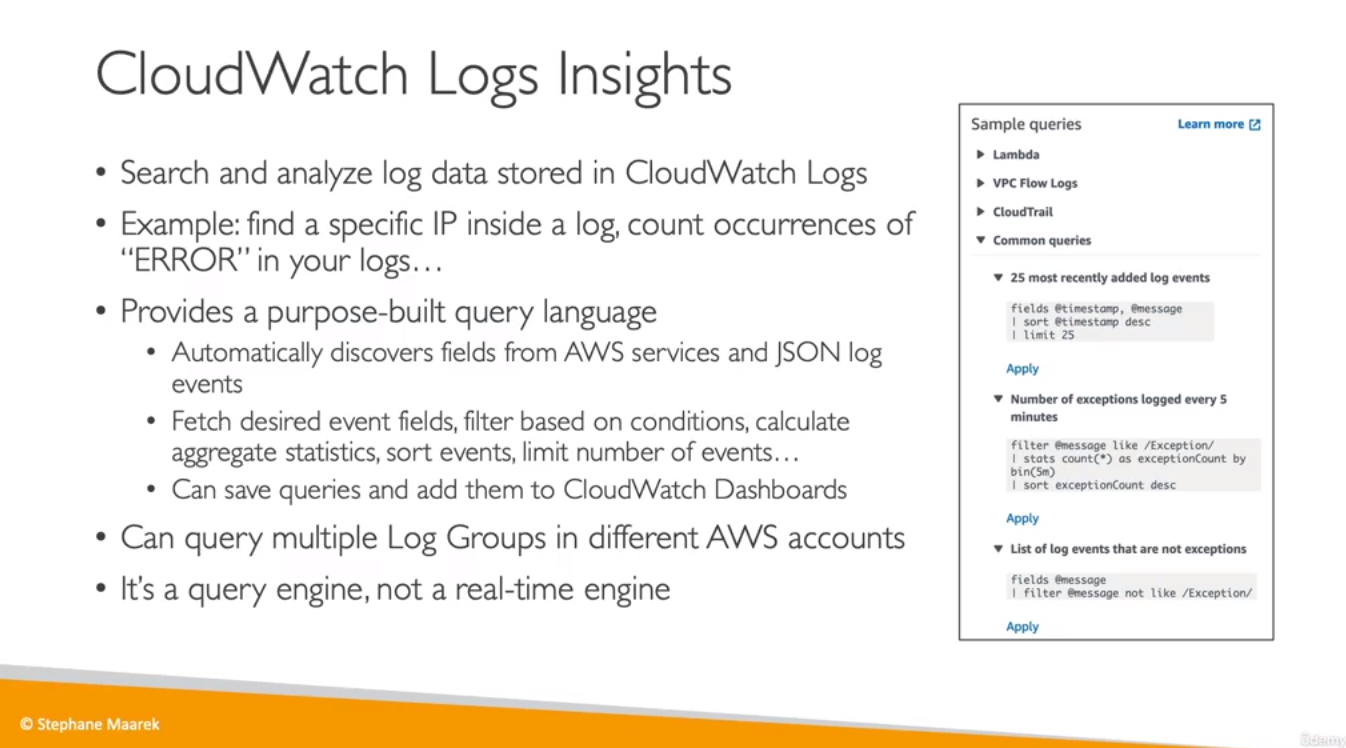 CloudWatch Logs Insights
• Search and analyze log data stored in CloudWatch Logs
• Example: find a specific IP inside a log, count occurrences of
“ERROR” in your logs…
• Provides a purpose-built query language
• Automatically discovers fields from AWS services and JSON log
events
• Fetch desired event fields, filter based on conditions, calculate
aggregate statistics, sort events, limit number of events…
• Can save queries and add them to CloudWatch Dashboards
• Can query multiple Log Groups in different AWS accounts
• It’s a query engine, not a real-time engine
Sample queries
Learn more
Lambda
VPC Flow Logs
CloudTrail
Common queries
25 most recently added log events
fields @timestamp, @message
| sort @timestamp desc
| limit 25
Apply
Number of exceptions logged every 5
minutes
filter @message like /Exception/
| stats count(*) as exceptionCount by
bin(5m)
| sort exceptionCount desc
Apply
List of log events that are not exceptions
fields @message
| filter @message not like /Exception/
Apply
© Stephane Maarek
ûdemy